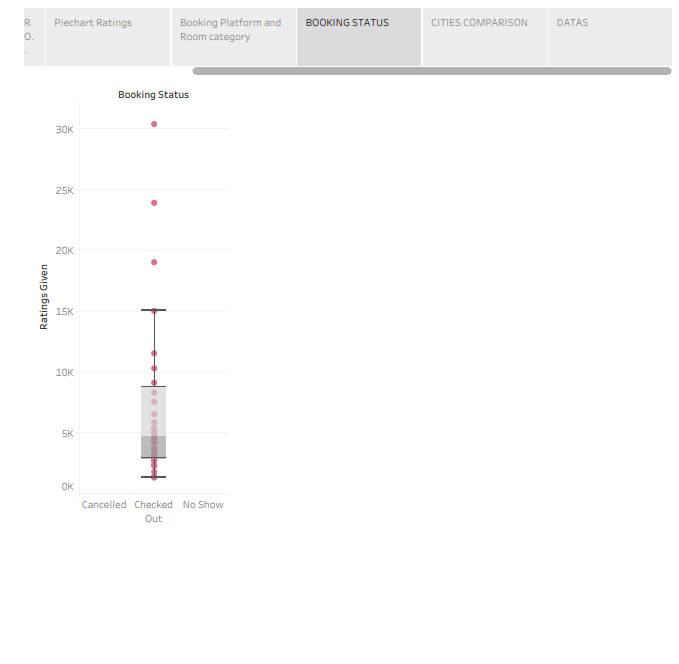 R
O.
.
Piechart Ratings
Booking Platform and
Room category
BOOKING STATUS
CITIES COMPARISON
DATAS
Booking Status
30K
25K
20K
15K
10K
5K
0K
Ratings Given
Cancelled
Checked
Out
No Show